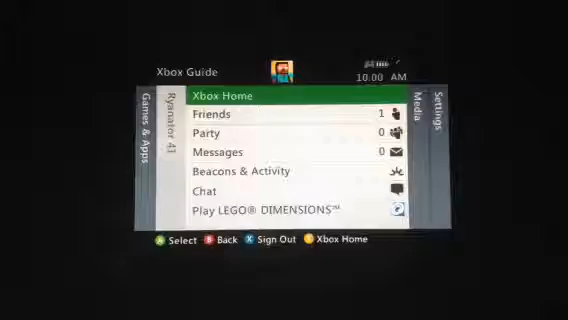 Xbox Guide
10:00 AM
Games & Apps
Ryanator 41
Xbox Home
Friends 1
Party 0
Messages 0
Beacons & Activity
Chat
Play LEGO® DIMENSIONS™
Media
Settings
A Select B Back X Sign Out Y Xbox Home